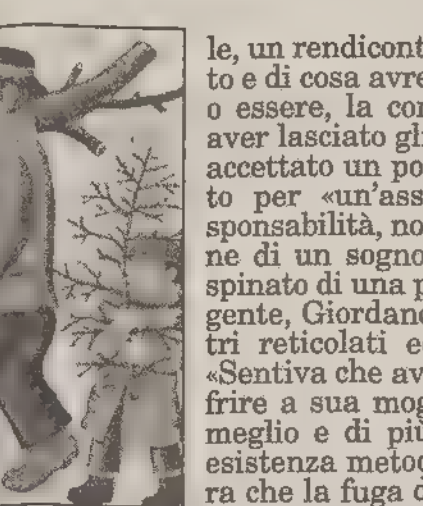 le, un rendicont
to e di cosa avre
o essere, la con
aver lasciato gli
accettato un po
to per «un'ass
sponsabilità, no
ne di un sogno
spinato di una p
gente, Giordano
tri reticolati e
«Sentiva che av
frire a sua mog
meglio e di più
esistenza metod
ra che la fuga d